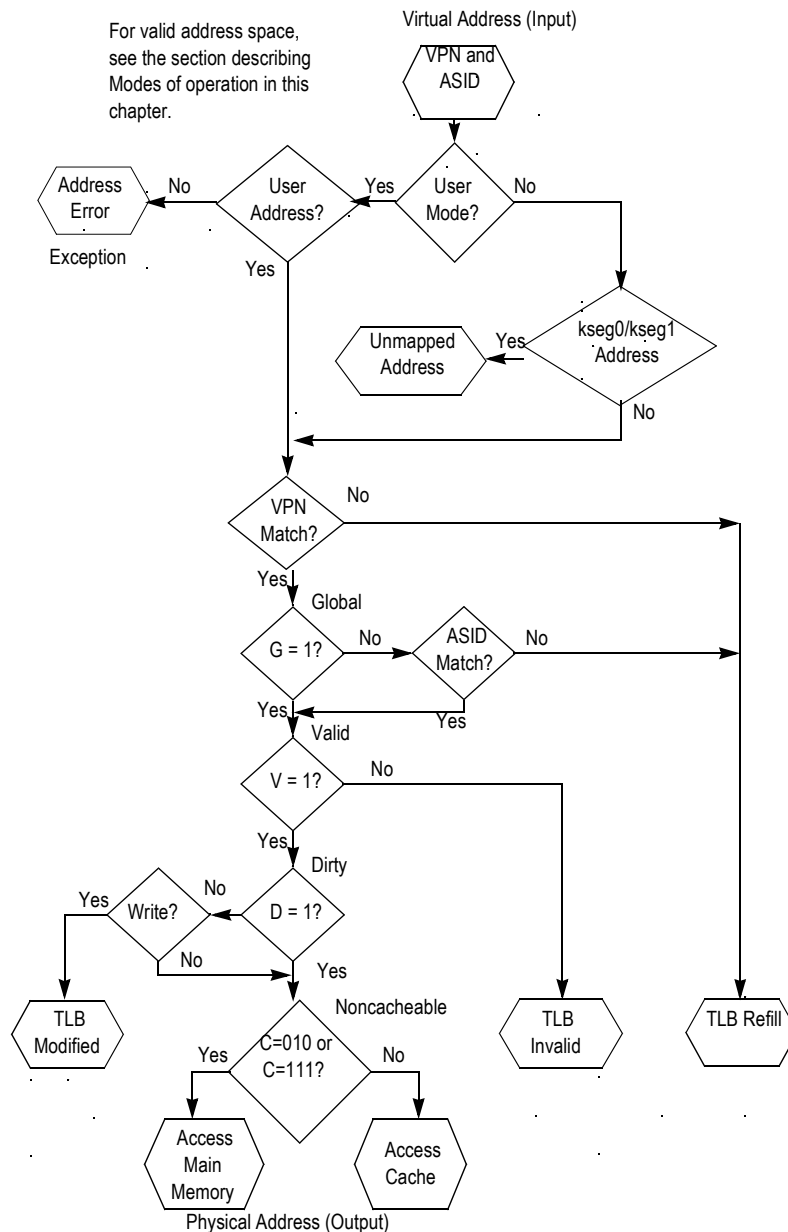 Virtual Address (Input)
For valid address space,
see the section describing
Modes of operation in this
chapter.
VPN and
ASID
Address
Error
No
User
Address?
Yes
User
Mode?
No
Exception
Yes
Unmapped
Address
Yes
kseg0/kseg1
Address
No
VPN
Match?
No
Yes
Global
G = 1?
No
ASID
Match?
No
Yes
Yes
Valid
V = 1?
No
Yes
Dirty
Yes
Write?
No
D = 1?
No
Yes
Noncacheable
TLB
Modified
TLB
Invalid
TLB Refill
Yes
C=010 or
C=111?
No
Access
Main
Memory
Access
Cache
Physical Address (Output)